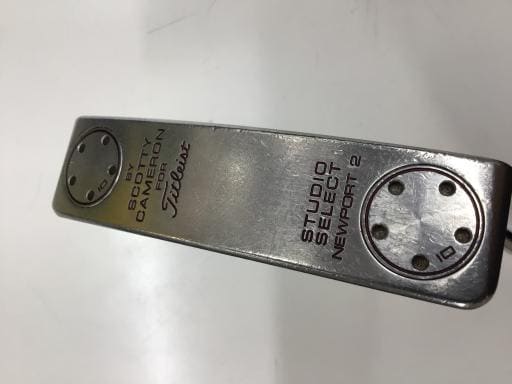 10
BY
SCOTTY
CAMERON
FOR
Titleist
STUDIO
SELECT
NEWPORT 2
10